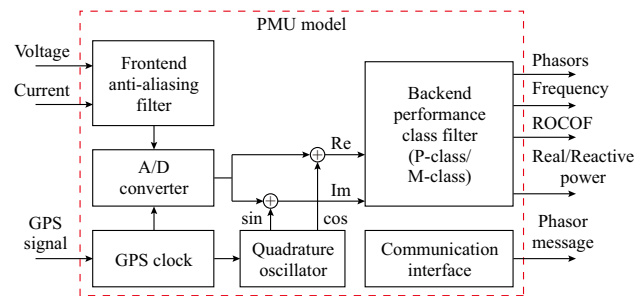 PMU model
Voltage
Current
Frontend
anti-aliasing
filter
A/D
converter
GPS
signal
GPS clock
Quadrature
oscillator
sin
cos
Re
Im
Backend
performance
class filter
(P-class/
M-class)
Communication
interface
Phasors
Frequency
ROCOF
Real/Reactive
power
Phasor
message